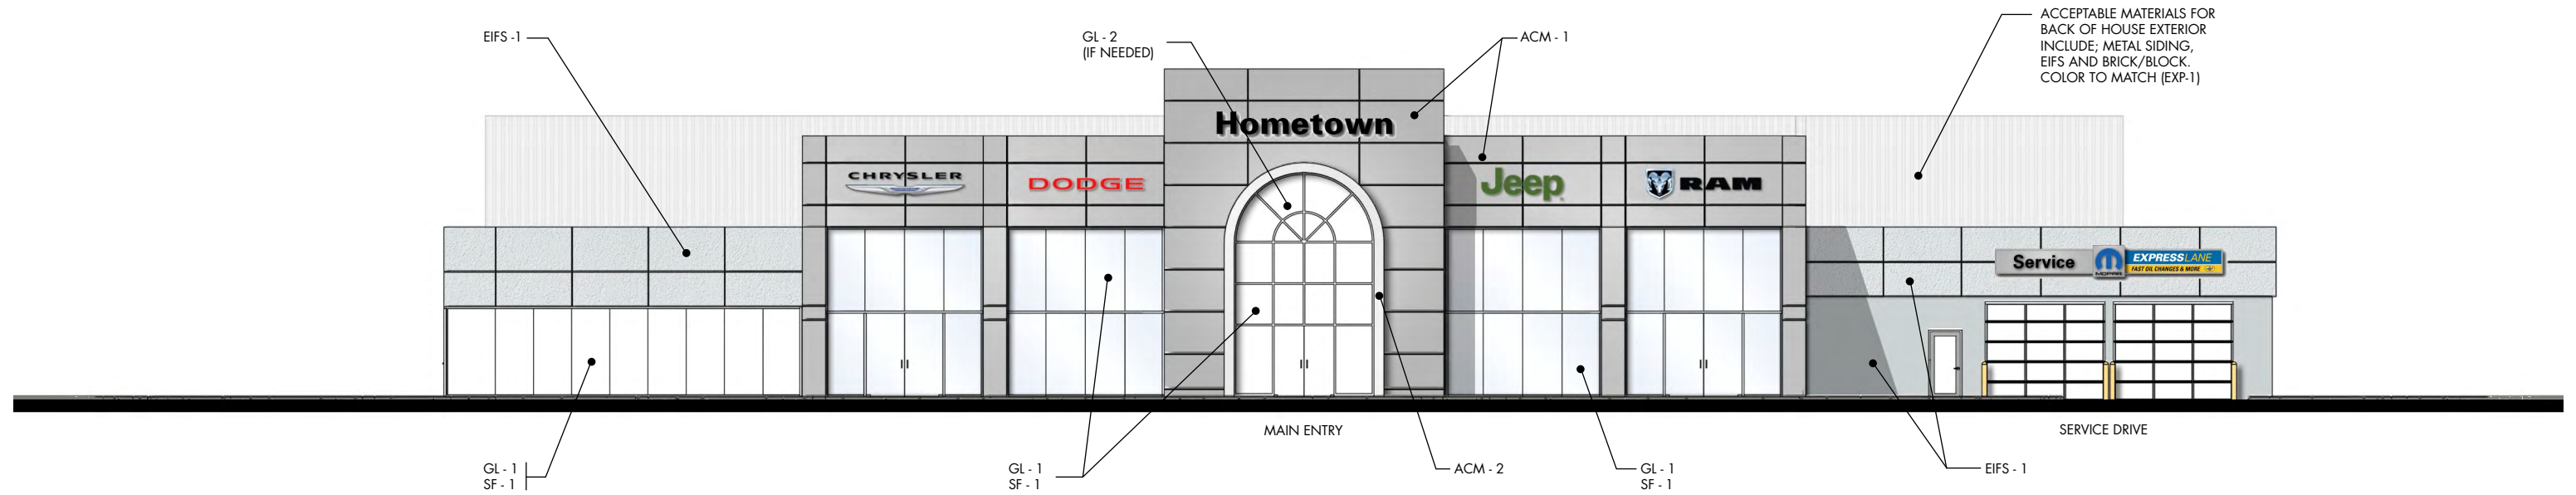 EIFS -1
GL - 2
(IF NEEDED)
ACM - 1
ACCEPTABLE MATERIALS FOR
BACK OF HOUSE EXTERIOR
INCLUDE; METAL SIDING,
EIFS AND BRICK/BLOCK.
COLOR TO MATCH (EXP-1)
Hometown
CHRYSLER
DODGE
Jeep
RAM
Service
MOPAR
EXPRESSLANE
FAST OIL CHANGES & MORE
MAIN ENTRY
SERVICE DRIVE
GL - 1
SF - 1
GL - 1
SF - 1
ACM - 2
GL - 1
SF - 1
EIFS - 1